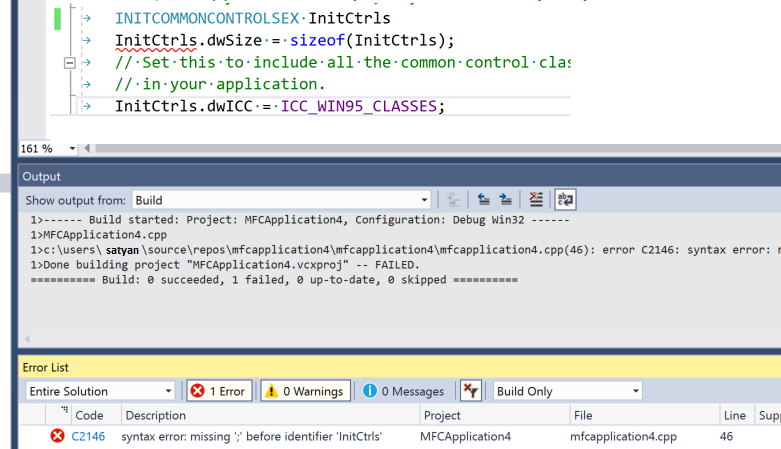 INITCOMMONCONTROLSEX InitCtrls
InitCtrls.dwSize = sizeof(InitCtrls);
// Set this to include all the common control clas
// in your application.
InitCtrls.dwICC = ICC_WIN95_CLASSES;
161 %
Output
Show output from: Build
1>------ Build started: Project: MFCApplication4, Configuration: Debug Win32 ------
1>MFCApplication4.cpp
1>c:\users\ satyan \source\repos\mfcapplication4\mfcapplication4\mfcapplication4.cpp(46): error C2146: syntax error:
1>Done building project "MFCApplication4.vcxproj" -- FAILED.
========== Build: 0 succeeded, 1 failed, 0 up-to-date, 0 skipped ==========
Error List
Entire Solution 1 Error 0 Warnings 0 Messages Build Only
Code Description Project File Line Supp
C2146 syntax error: missing ';' before identifier 'InitCtrls' MFCApplication4 mfcapplication4.cpp 46